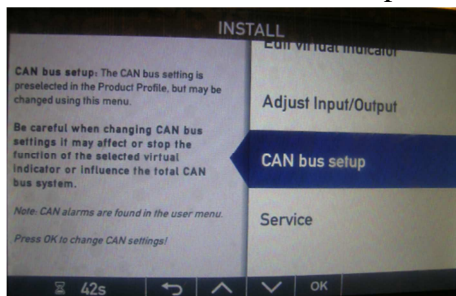 INSTALL
CAN bus setup: The CAN bus setting is
preselected in the Product Profile, but may be
changed using this menu.
Be careful when changing CAN bus
settings it may affect or stop the
function of the selected virtual
indicator or influence the total CAN
bus system.
Note: CAN alarms are found in the user menu.
Press OK to change CAN settings!
Edit virtual indicator
Adjust Input/Output
CAN bus setup
Service
42s
OK